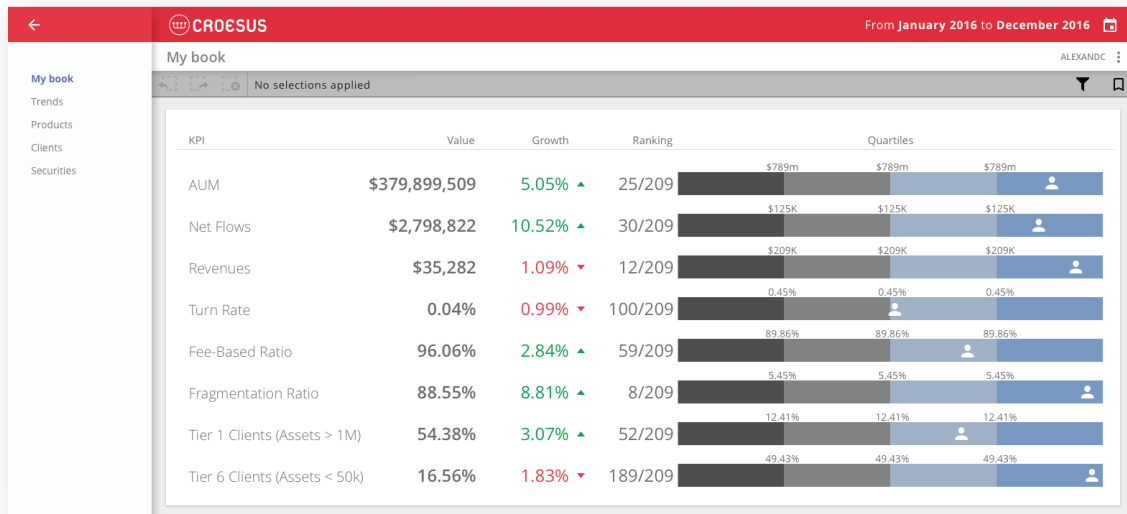 CROESUS
From January 2016 to December 2016
My book
ALEXANDC
No selections applied
My book
Trends
Products
Clients
Securities
KPI Value Growth Ranking Quartiles
$789m $789m $789m
AUM $379,899,509 5.05% 25/209
$125K $125K $125K
Net Flows $2,798,822 10.52% 30/209
$209K $209K $209K
Revenues $35,282 1.09% 12/209
0.45% 0.45% 0.45%
Turn Rate 0.04% 0.99% 100/209
89.86% 89.86% 89.86%
Fee-Based Ratio 96.06% 2.84% 59/209
5.45% 5.45% 5.45%
Fragmentation Ratio 88.55% 8.81% 8/209
12.41% 12.41% 12.41%
Tier 1 Clients (Assets > 1M) 54.38% 3.07% 52/209
49.43% 49.43% 49.43%
Tier 6 Clients (Assets < 50k) 16.56% 1.83% 189/209